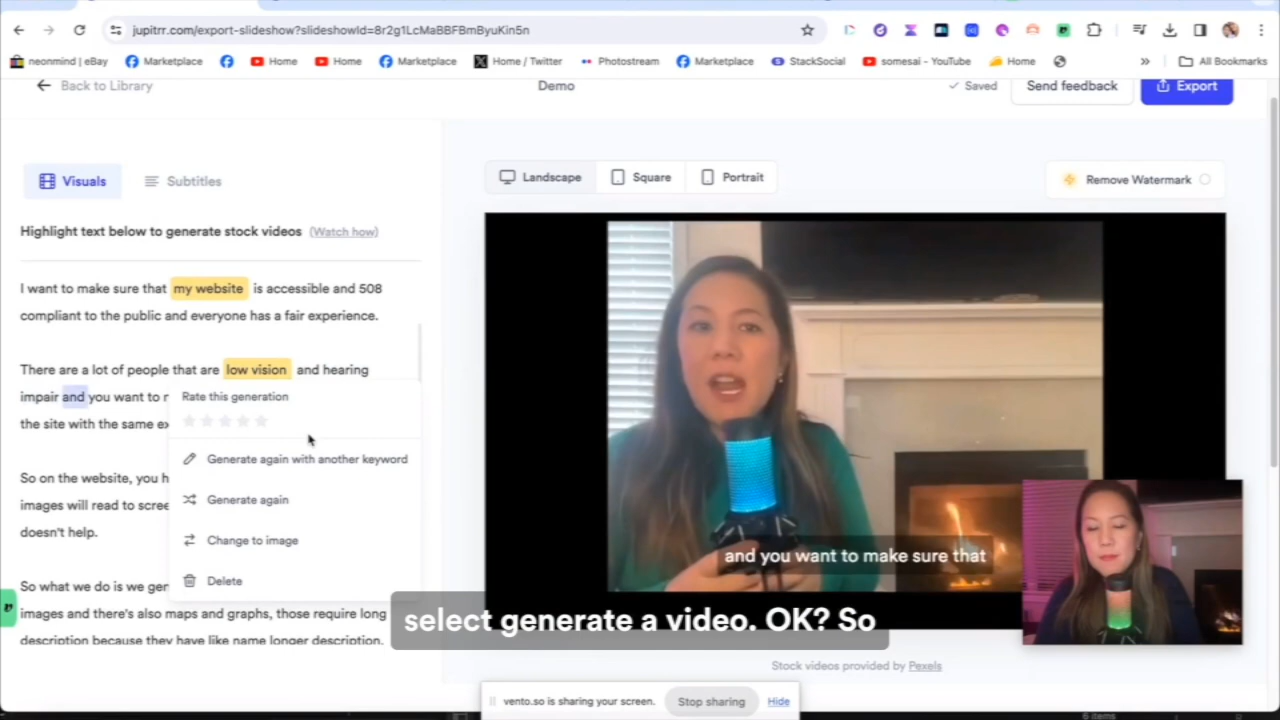 jupitrr.com/export-slideshow?slideshowId=8r2g1LcMaBBFBmByuKin5n
neonmind | eBay
Marketplace
Home
Home
Marketplace
Home / Twitter
Photostream
Marketplace
StackSocial
somesai - YouTube
Home
»
All Bookmarks
Back to Library
Demo
Saved
Send feedback
Export
Visuals
Subtitles
Landscape
Square
Portrait
Remove Watermark
Highlight text below to generate stock videos (Watch how)
I want to make sure that my website is accessible and 508
compliant to the public and everyone has a fair experience.
There are a lot of people that are low vision and hearing
impair and you want to
the site with the same ex
Rate this generation
Generate again with another keyword
Generate again
Change to image
Delete
So on the website, you h
images will read to scree
doesn't help.
So what we do is we gen
images and there's also maps and graphs, those require long
description because they have like name longer description.
and you want to make sure that
select generate a video. OK? So
Stock videos provided by Pexels
vento.so is sharing your screen.
Stop sharing
Hide
6 items